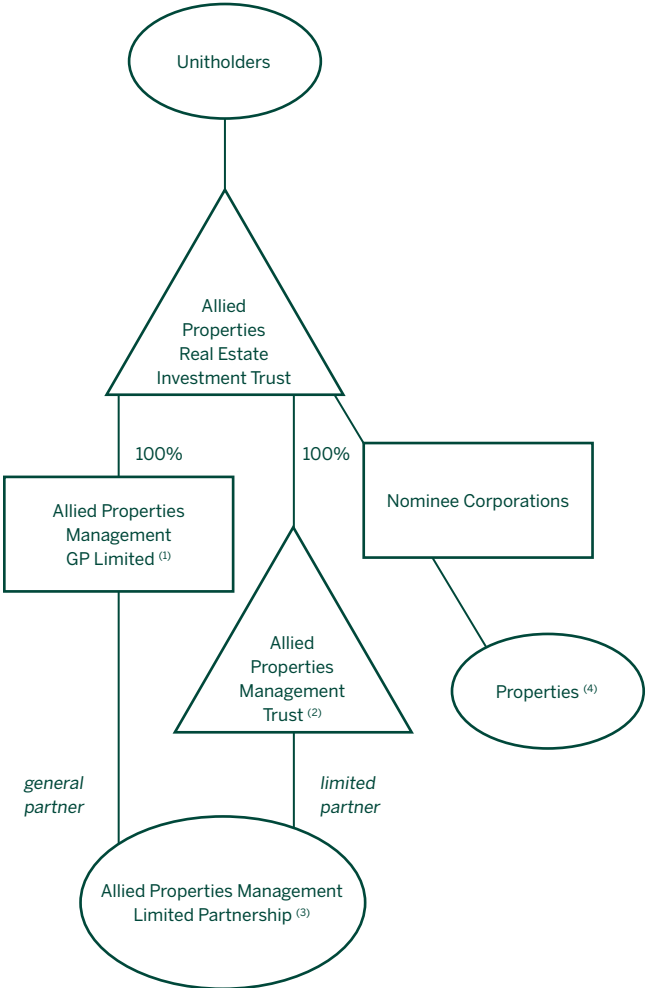 Unitholders
Allied
Properties
Real Estate
Investment Trust
100%
100%
Allied Properties
Management
GP Limited (1)
Nominee Corporations
Allied
Properties
Management
Trust (2)
Properties (4)
general
partner
limited
partner
Allied Properties Management
Limited Partnership (3)